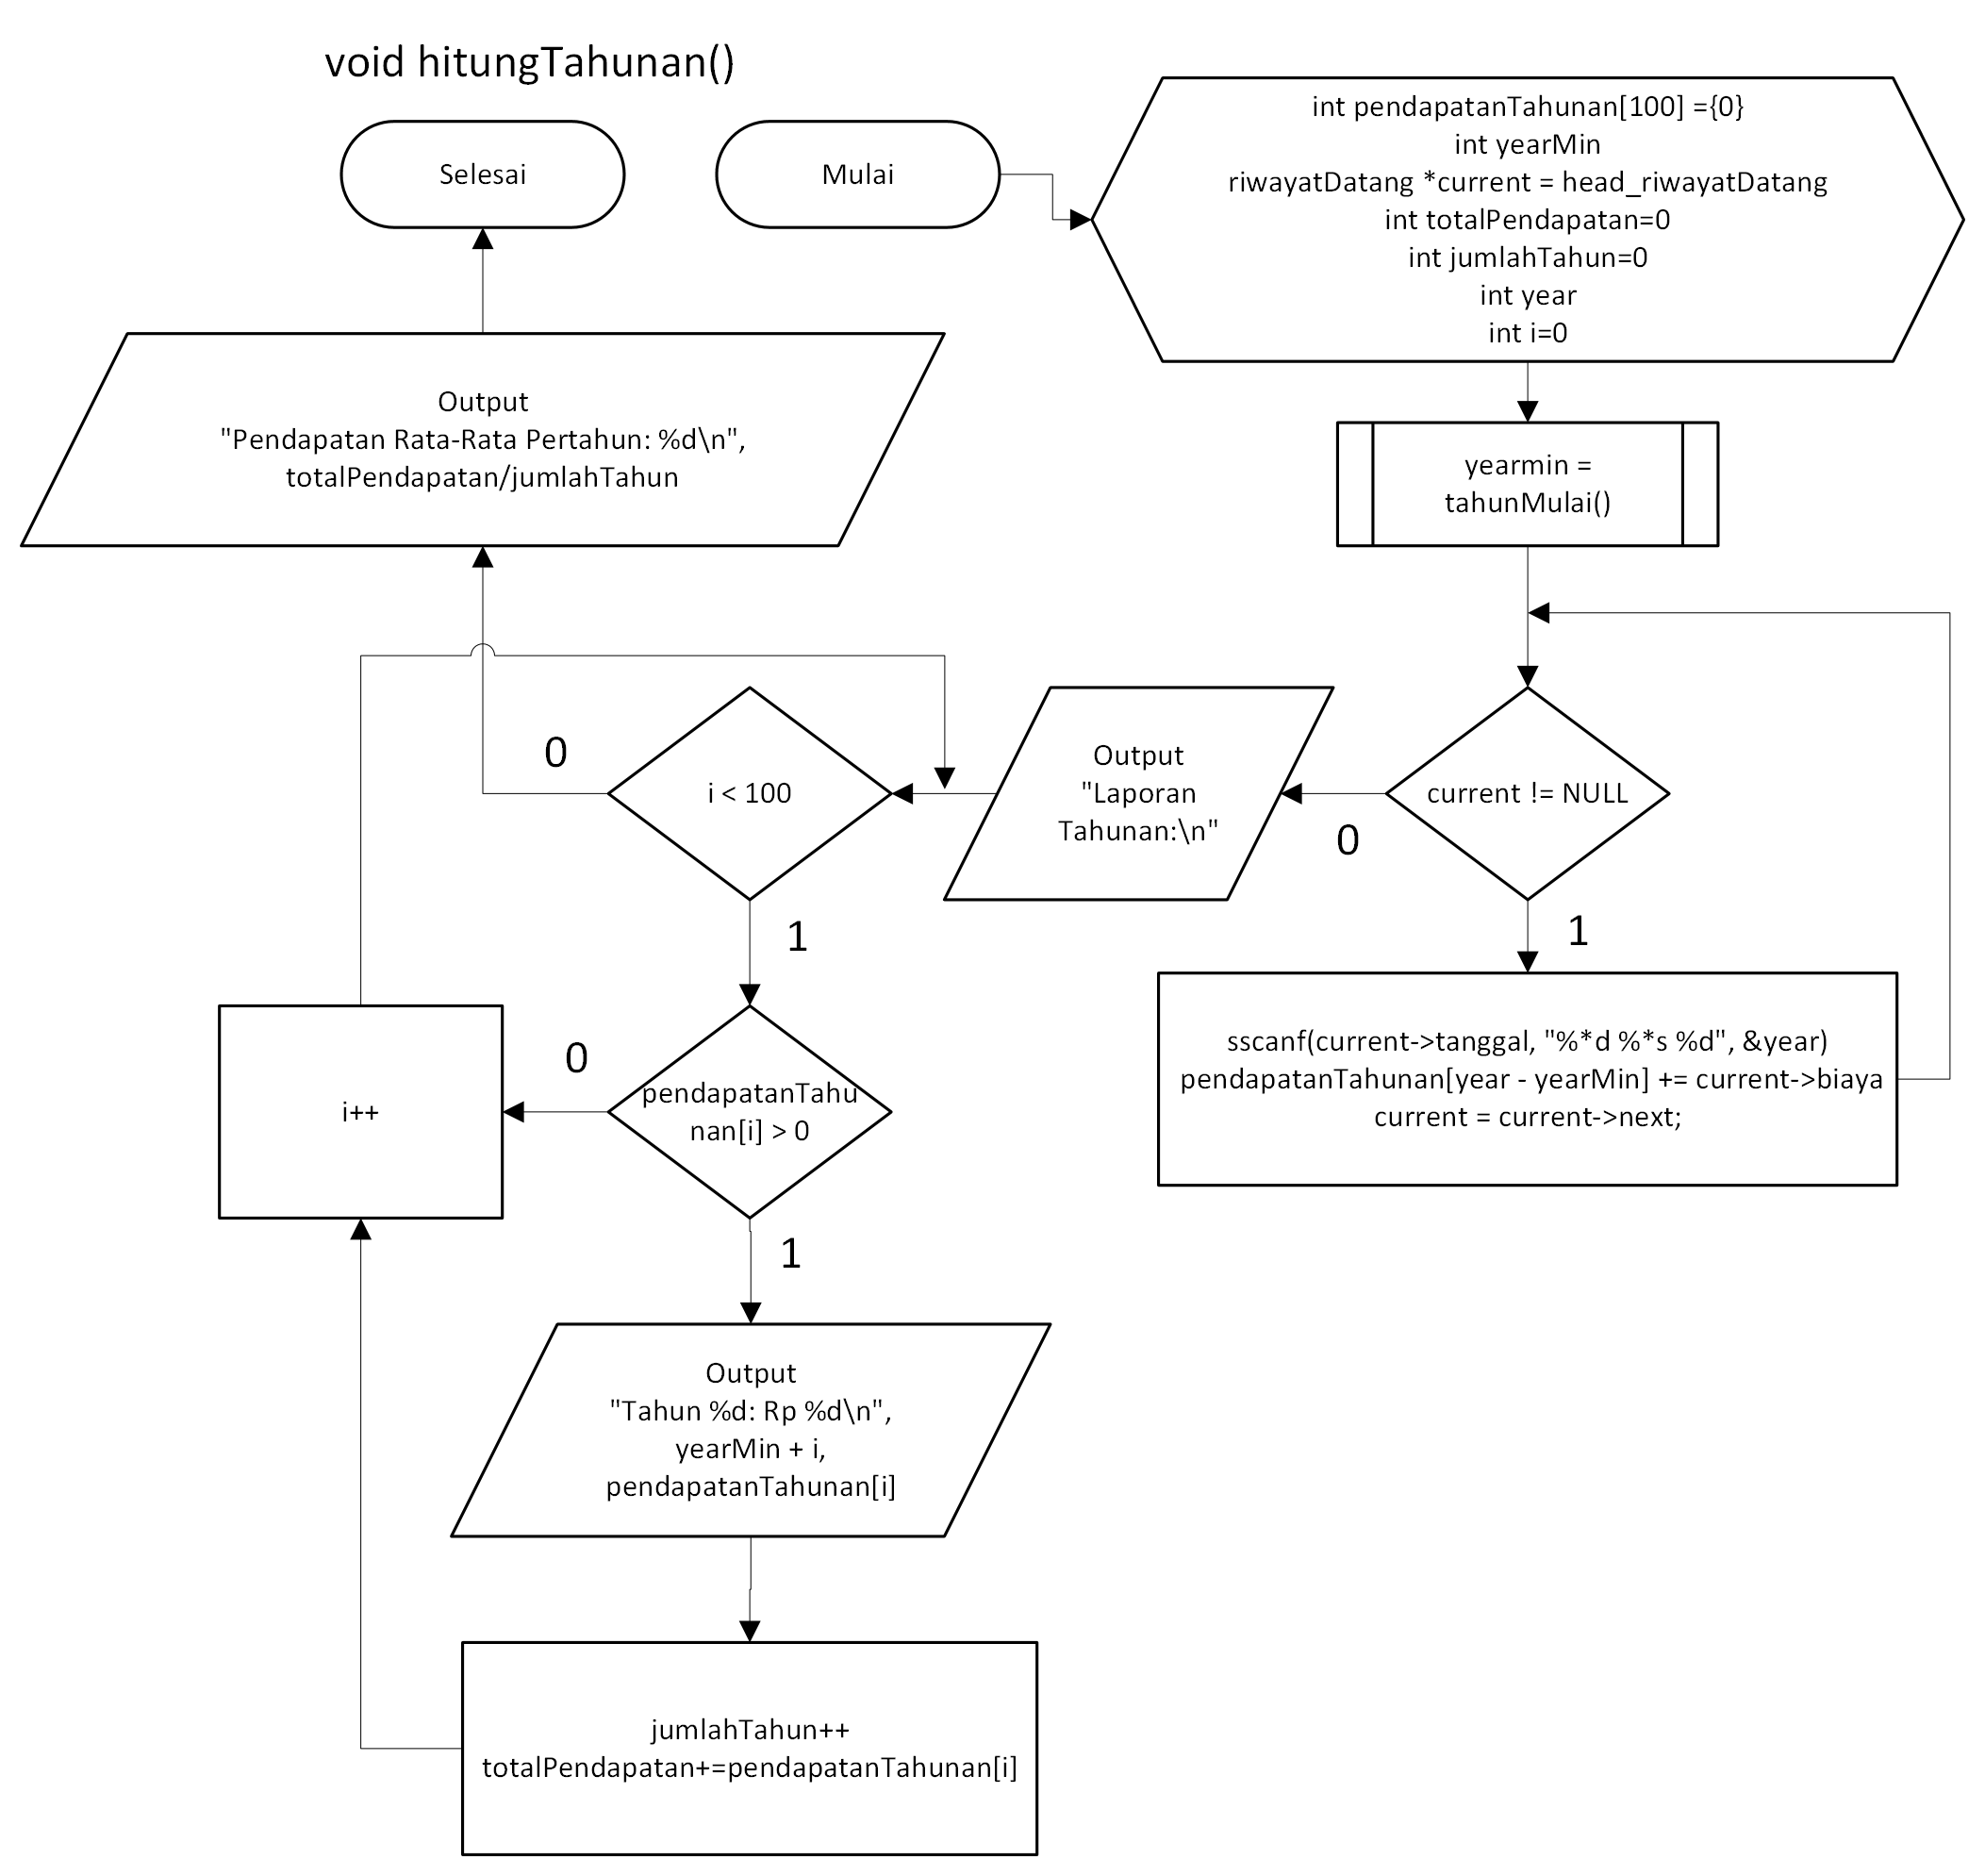 void hitungTahunan()
Selesai
Mulai
int pendapatanTahunan[100] ={0}
int yearMin
riwayatDatang *current = head_riwayatDatang
int totalPendapatan=0
int jumlahTahun=0
int year
int i=0
Output
"Pendapatan Rata-Rata Pertahun: %d\n",
totalPendapatan/jumlahTahun
yearmin =
tahunMulai()
current != NULL
0
1
Output
"Laporan
Tahunan:\n"
i < 100
0
1
sscanf(current->tanggal, "%*d %*s %d", &year)
pendapatanTahunan[year - yearMin] += current->biaya
current = current->next;
pendapatanTahu
nan[i] > 0
0
1
i++
Output
"Tahun %d: Rp %d\n",
yearMin + i,
pendapatanTahunan[i]
jumlahTahun++
totalPendapatan+=pendapatanTahunan[i]